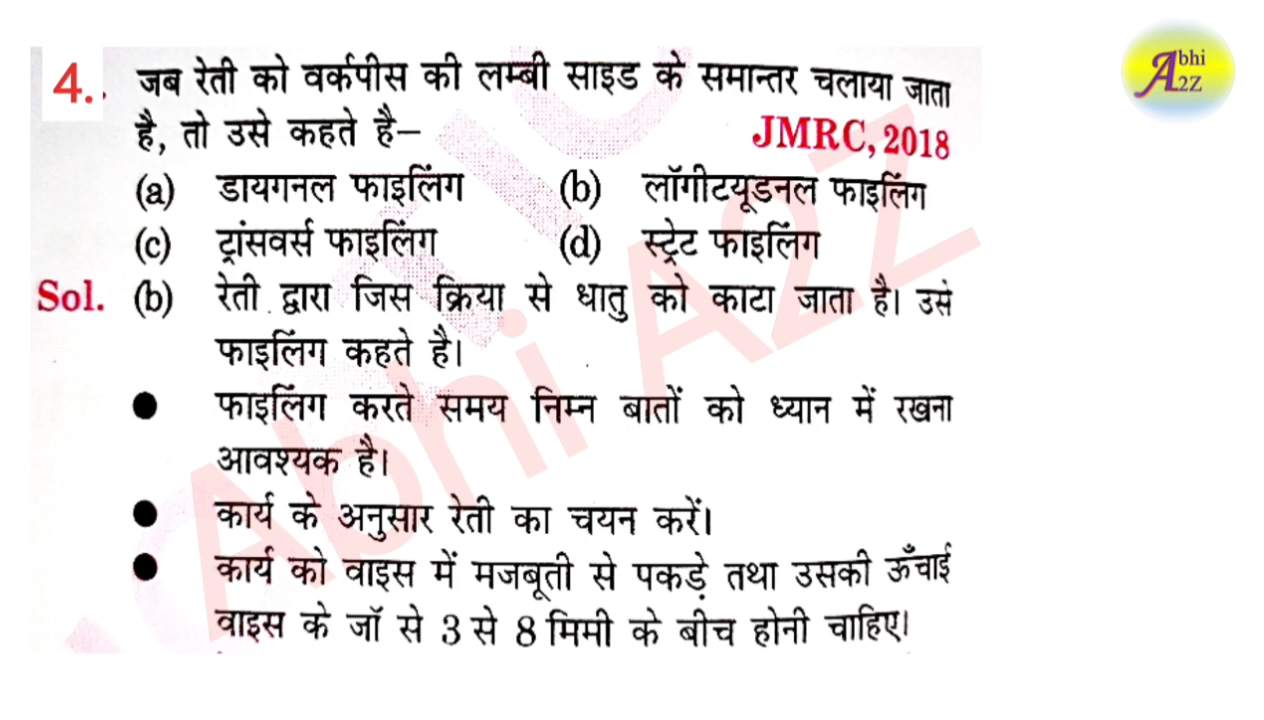 4. जब रेती को वर्कपीस की लम्बी साइड के समान्तर चलाया जाता
है, तो उसे कहते है– JMRC, 2018
(a) डायगनल फाइलिंग (b) लॉगीटयूडनल फाइलिंग
(c) ट्रांसवर्स फाइलिंग (d) स्ट्रेट फाइलिंग
Sol. (b) रेती द्वारा जिस क्रिया से धातु को काटा जाता है। उसे
फाइलिंग कहते है।
● फाइलिंग करते समय निम्न बातों को ध्यान में रखना
आवश्यक है।
● कार्य के अनुसार रेती का चयन करें।
● कार्य को वाइस में मजबूती से पकड़े तथा उसकी ऊँचाई
वाइस के जॉ से 3 से 8 मिमी के बीच होनी चाहिए।
Abhi A2Z
Abhi A2Z